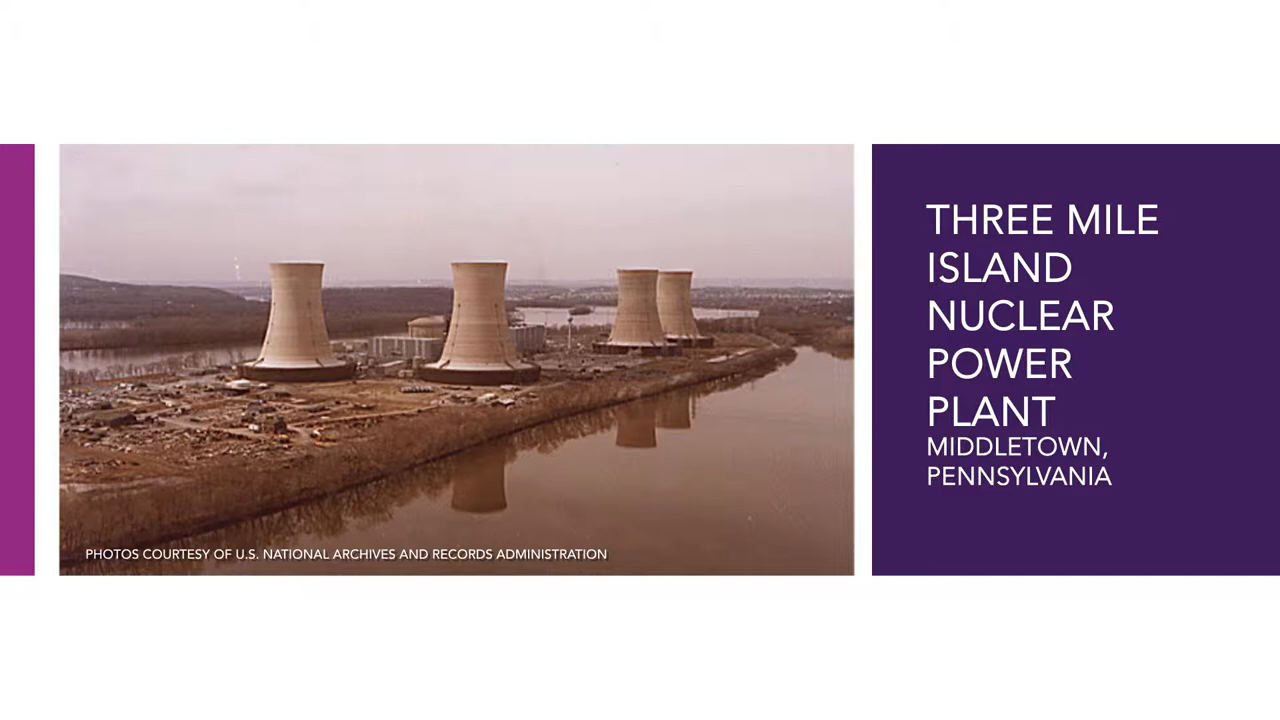 PHOTOS COURTESY OF U.S. NATIONAL ARCHIVES AND RECORDS ADMINISTRATION
THREE MILE
ISLAND
NUCLEAR
POWER
PLANT
MIDDLETOWN,
PENNSYLVANIA